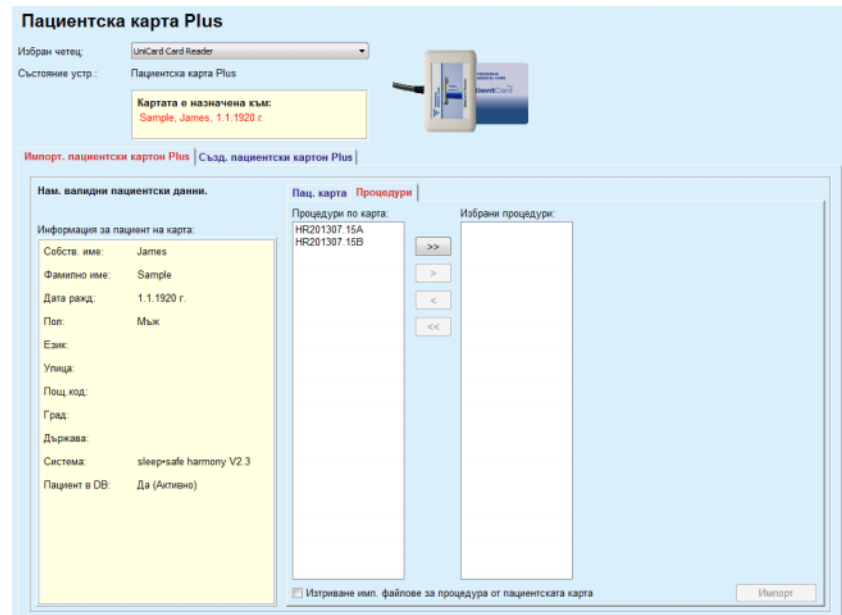 Пациентска карта Plus
Избран четец: UniCard Card Reader
Състояние устр.: Пациентска карта Plus
Картата е назначена към:
Sample, James, 1.1.1920 г.
FRESENIUS
MEDICAL CARE
Импорт. пациентски картон Plus Създ. пациентски картон Plus
Нам. валидни пациентски данни.
Пац. карта Процедури
Информация за пациент на карта:
Процедури по карта: Избрани процедури:
HR201307.15A
HR201307.15B
>>
>
<
<<
Собств. име: James
Фамилно име: Sample
Дата ражд: 1.1.1920 г.
Пол: Мъж
Език:
Улица:
Пощ.код:
Град:
Държава:
Система: sleep•safe harmony V2.3
Пациент в DB: Да (Активно)
Изтриване имп. файлове за процедура от пациентската карта
Импорт